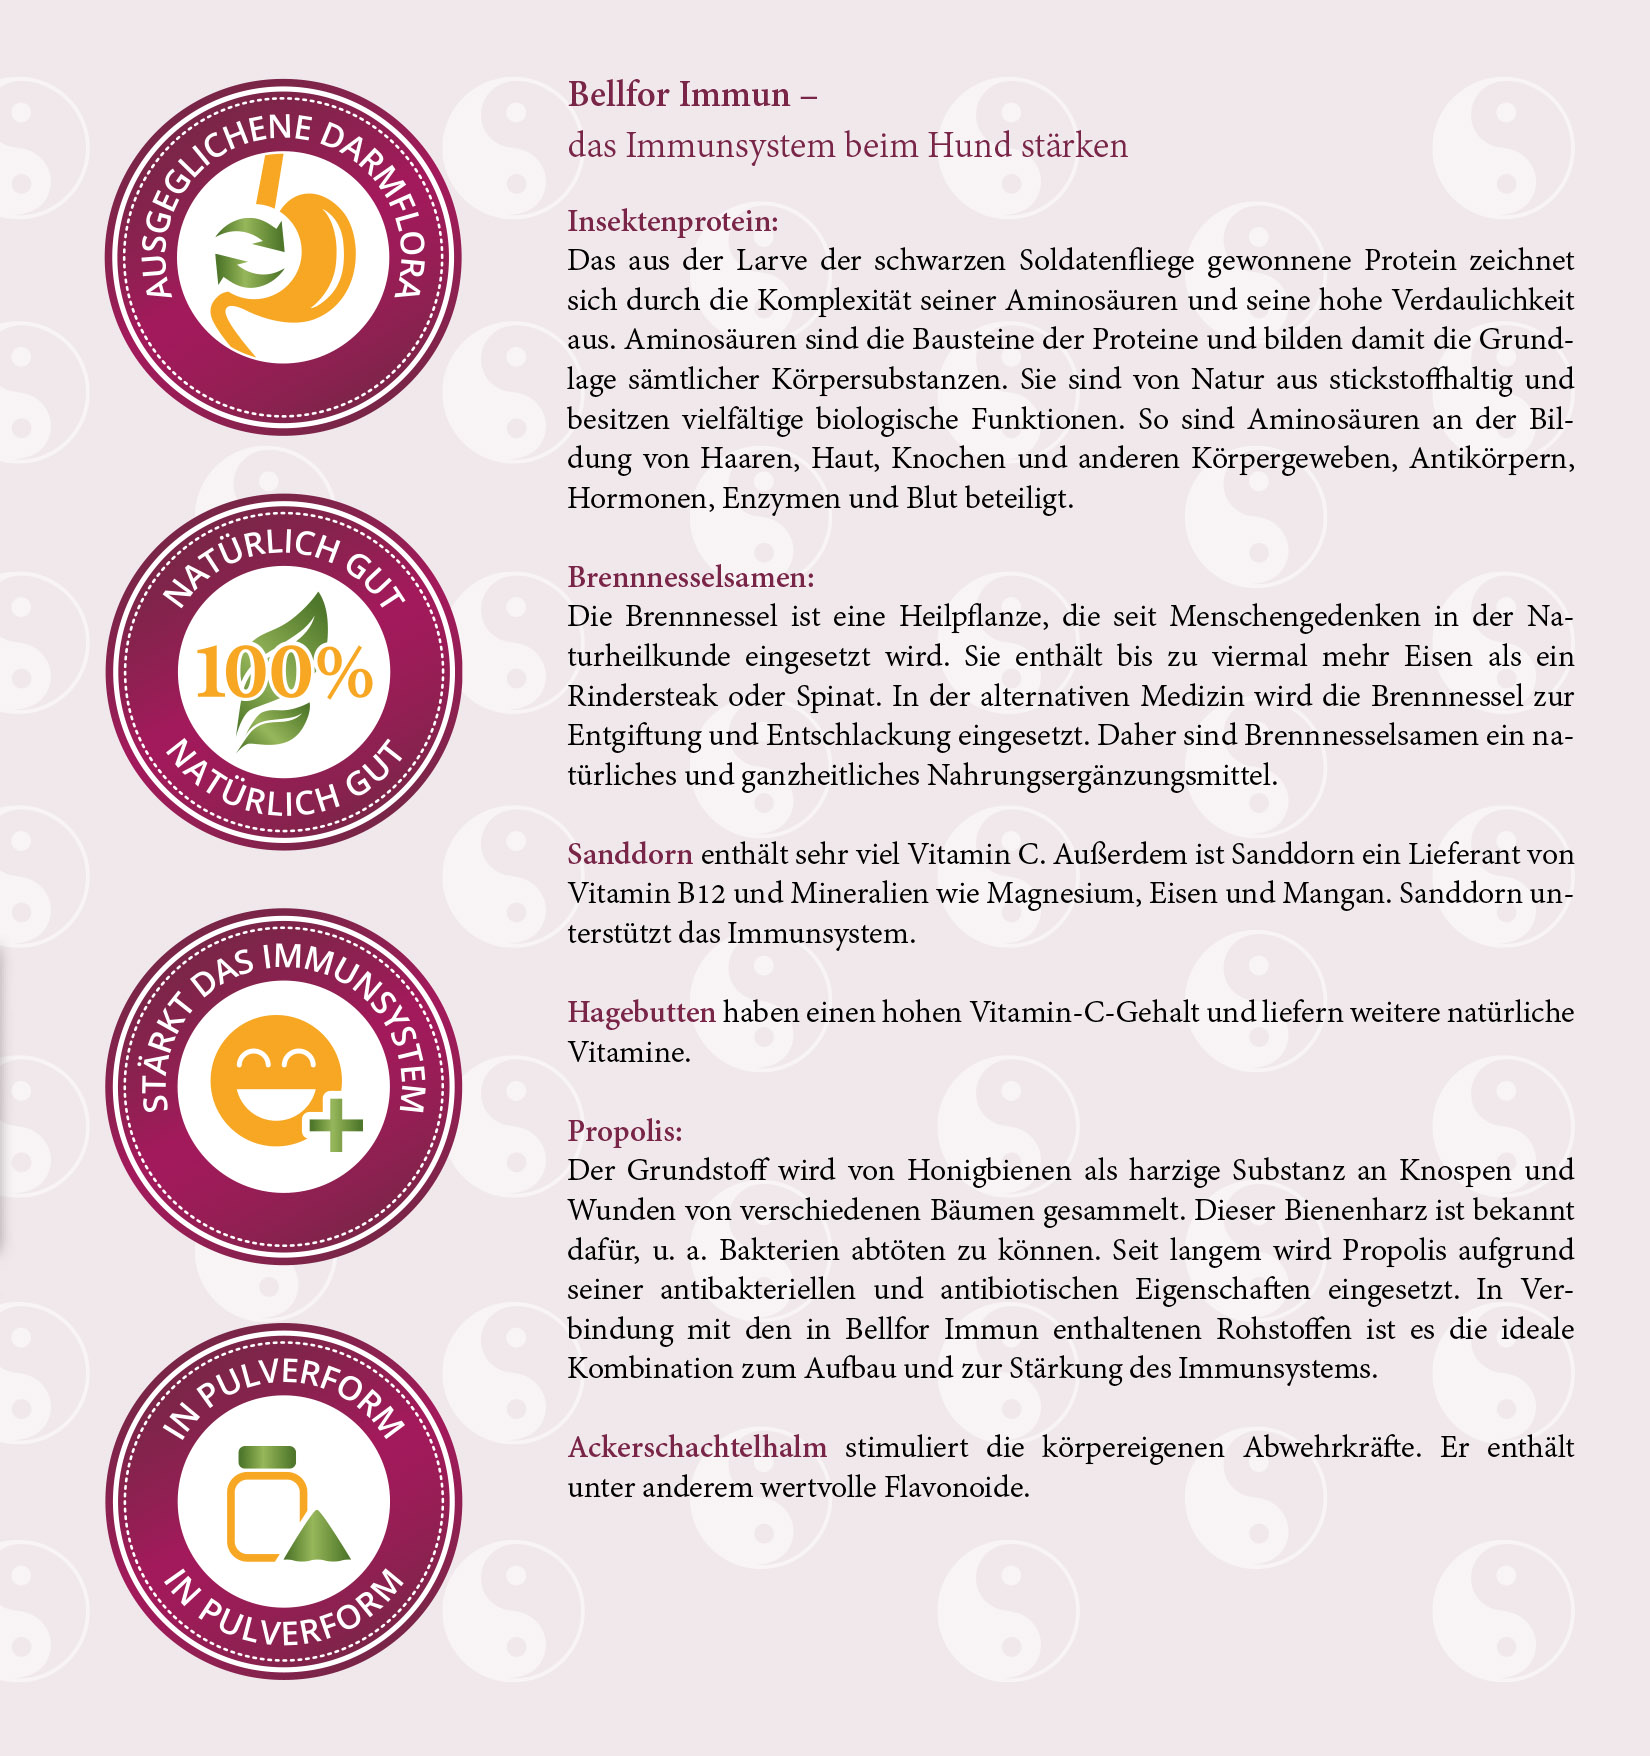 AUSGEGLICHENE DARMFLORA
NATÜRLICH GUT
100%
NATÜRLICH GUT
STÄRKT DAS IMMUNSYSTEM
IN PULVERFORM
IN PULVERFORM
Bellfor Immun –
das Immunsystem beim Hund stärken
Insektenprotein:
Das aus der Larve der schwarzen Soldatenfliege gewonnene Protein zeichnet
sich durch die Komplexität seiner Aminosäuren und seine hohe Verdaulichkeit
aus. Aminosäuren sind die Bausteine der Proteine und bilden damit die Grund-
lage sämtlicher Körpersubstanzen. Sie sind von Natur aus stickstoffhaltig und
besitzen vielfältige biologische Funktionen. So sind Aminosäuren an der Bil-
dung von Haaren, Haut, Knochen und anderen Körpergeweben, Antikörpern,
Hormonen, Enzymen und Blut beteiligt.
Brennnesselsamen:
Die Brennnessel ist eine Heilpflanze, die seit Menschengedenken in der Na-
turheilkunde eingesetzt wird. Sie enthält bis zu viermal mehr Eisen als ein
Rindersteak oder Spinat. In der alternativen Medizin wird die Brennnessel zur
Entgiftung und Entschlackung eingesetzt. Daher sind Brennnesselsamen ein na-
türliches und ganzheitliches Nahrungsergänzungsmittel.
Sanddorn enthält sehr viel Vitamin C. Außerdem ist Sanddorn ein Lieferant von
Vitamin B12 und Mineralien wie Magnesium, Eisen und Mangan. Sanddorn un-
terstützt das Immunsystem.
Hagebutten haben einen hohen Vitamin-C-Gehalt und liefern weitere natürliche
Vitamine.
Propolis:
Der Grundstoff wird von Honigbienen als harzige Substanz an Knospen und
Wunden von verschiedenen Bäumen gesammelt. Dieser Bienenharz ist bekannt
dafür, u. a. Bakterien abtöten zu können. Seit langem wird Propolis aufgrund
seiner antibakteriellen und antibiotischen Eigenschaften eingesetzt. In Ver-
bindung mit den in Bellfor Immun enthaltenen Rohstoffen ist es die ideale
Kombination zum Aufbau und zur Stärkung des Immunsystems.
Ackerschachtelhalm stimuliert die körpereigenen Abwehrkräfte. Er enthält
unter anderem wertvolle Flavonoide.